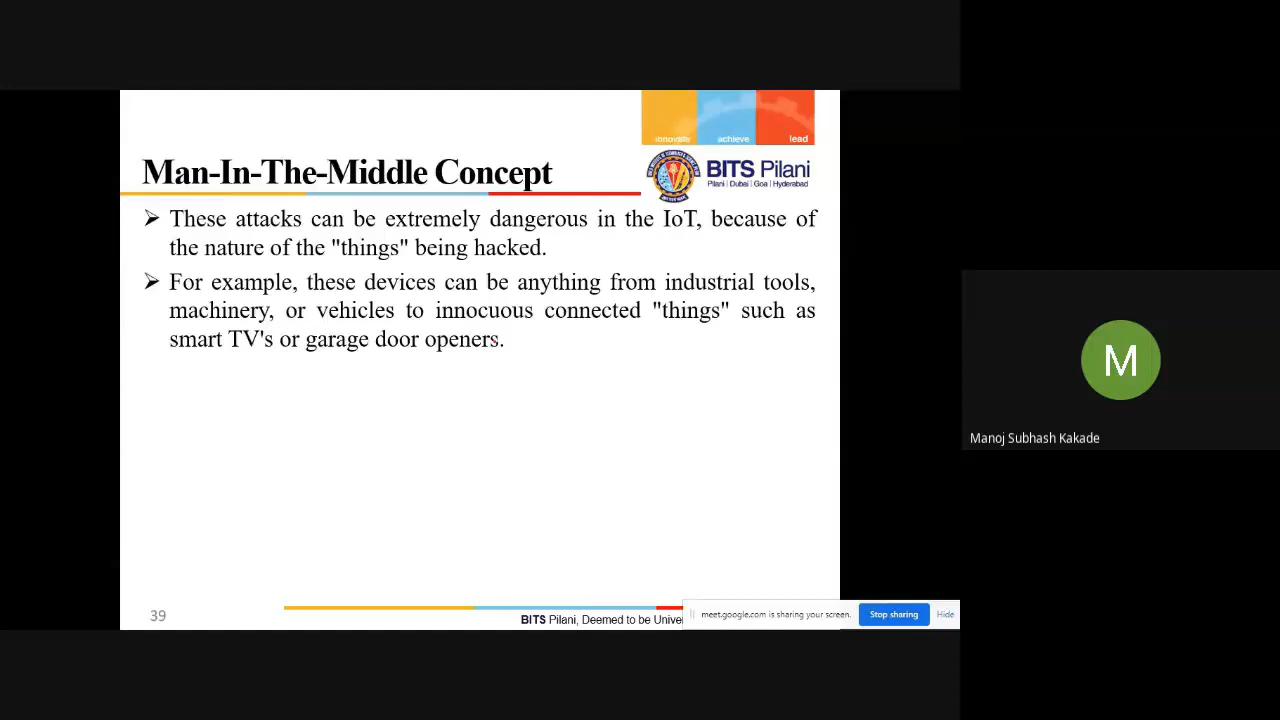 innovate achieve lead
Man-In-The-Middle Concept
BITS Pilani
Pilani | Dubai | Goa | Hyderabad
➢ These attacks can be extremely dangerous in the IoT, because of
the nature of the "things" being hacked.
➢ For example, these devices can be anything from industrial tools,
machinery, or vehicles to innocuous connected "things" such as
smart TV's or garage door openers.
M
Manoj Subhash Kakade
39
BITS Pilani, Deemed to be Unive
meet.google.com is sharing your screen. Stop sharing Hide